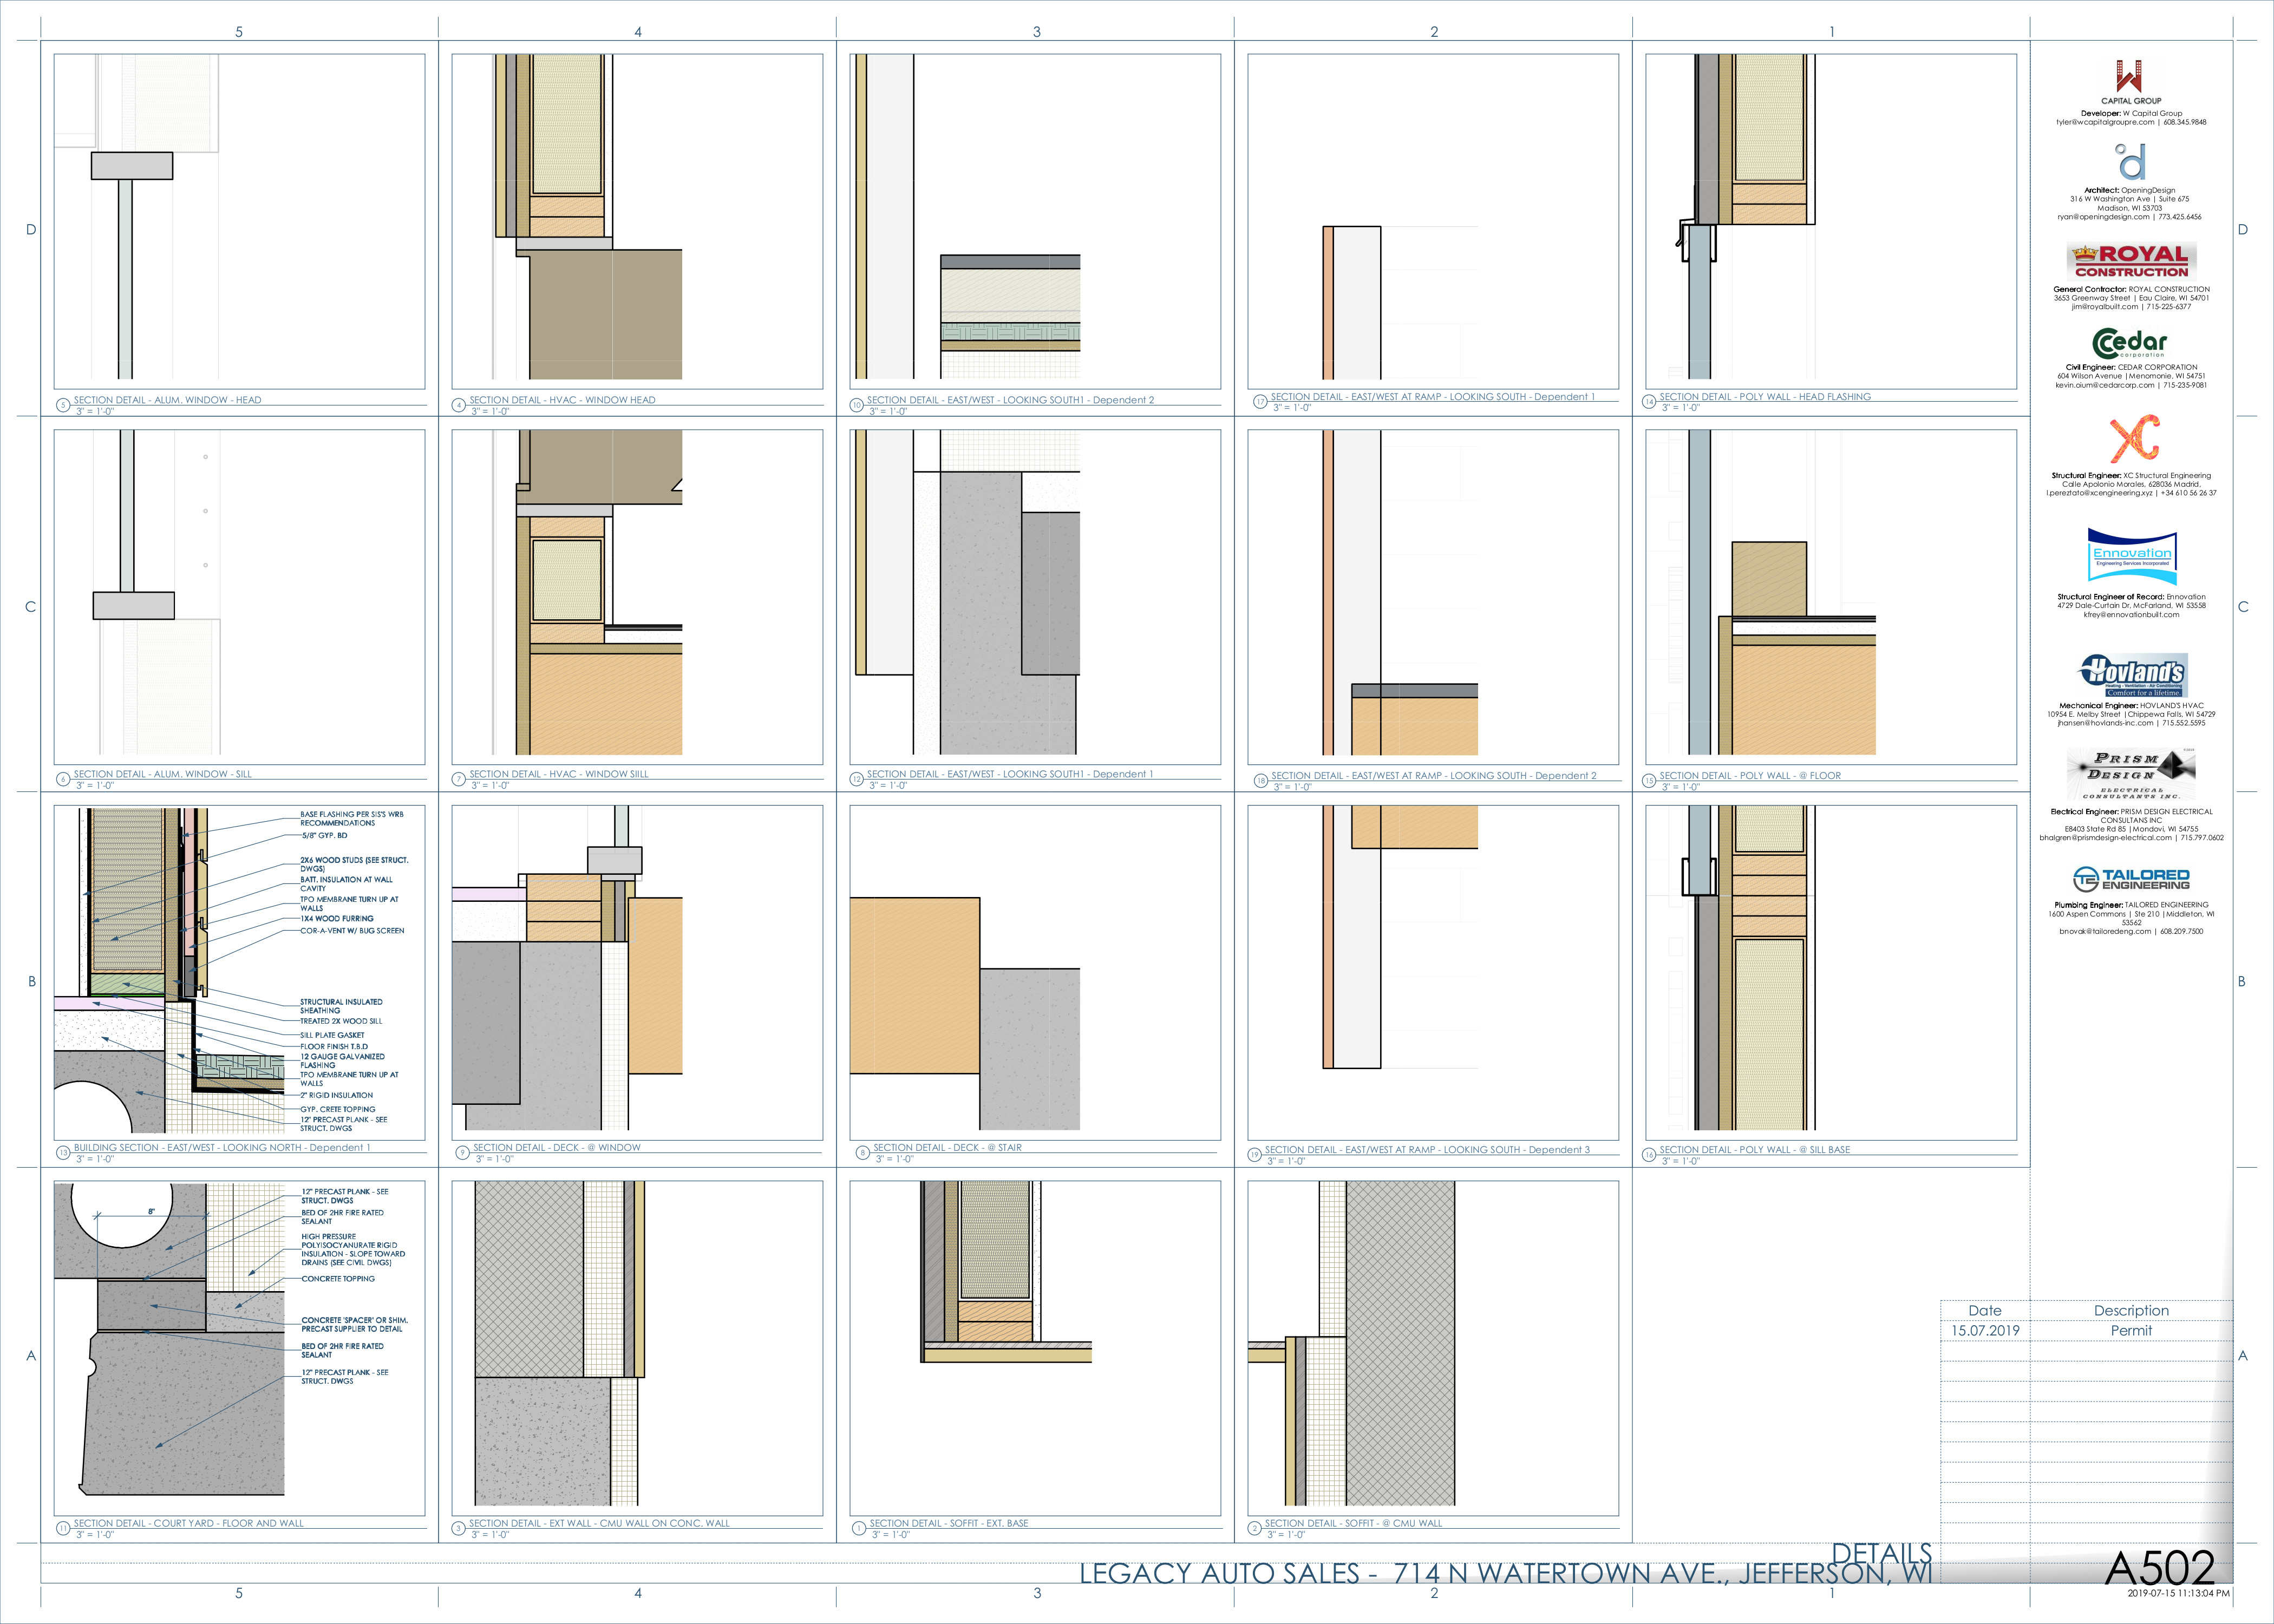 5 4 3 2 1
D
D
5 SECTION DETAIL - ALUM. WINDOW - HEAD
3" = 1'-0"
4 SECTION DETAIL - HVAC - WINDOW HEAD
3" = 1'-0"
10 SECTION DETAIL - EAST/WEST - LOOKING SOUTH1 - Dependent 2
3" = 1'-0"
17 SECTION DETAIL - EAST/WEST AT RAMP - LOOKING SOUTH - Dependent 1
3" = 1'-0"
14 SECTION DETAIL - POLY WALL - HEAD FLASHING
3" = 1'-0"
C
C
6 SECTION DETAIL - ALUM. WINDOW - SILL
3" = 1'-0"
7 SECTION DETAIL - HVAC - WINDOW SIILL
3" = 1'-0"
12 SECTION DETAIL - EAST/WEST - LOOKING SOUTH1 - Dependent 1
3" = 1'-0"
18 SECTION DETAIL - EAST/WEST AT RAMP - LOOKING SOUTH - Dependent 2
3" = 1'-0"
15 SECTION DETAIL - POLY WALL - @ FLOOR
3" = 1'-0"
B
B
BASE FLASHING PER SIS'S WRB
RECOMMENDATIONS
5/8" GYP. BD
2X6 WOOD STUDS (SEE STRUCT.
DWGS)
BATT. INSULATION AT WALL
CAVITY
TPO MEMBRANE TURN UP AT
WALLS
1X4 WOOD FURRING
COR-A-VENT W/ BUG SCREEN
STRUCTURAL INSULATED
SHEATHING
TREATED 2X WOOD SILL
SILL PLATE GASKET
FLOOR FINISH T.B.D
12 GAUGE GALVANIZED
FLASHING
TPO MEMBRANE TURN UP AT
WALLS
2" RIGID INSULATION
GYP. CRETE TOPPING
12" PRECAST PLANK - SEE
STRUCT. DWGS
13 BUILDING SECTION - EAST/WEST - LOOKING NORTH - Dependent 1
3" = 1'-0"
9 SECTION DETAIL - DECK - @ WINDOW
3" = 1'-0"
8 SECTION DETAIL - DECK - @ STAIR
3" = 1'-0"
19 SECTION DETAIL - EAST/WEST AT RAMP - LOOKING SOUTH - Dependent 3
3" = 1'-0"
16 SECTION DETAIL - POLY WALL - @ SILL BASE
3" = 1'-0"
A
A
8"
12" PRECAST PLANK - SEE
STRUCT. DWGS
BED OF 2HR FIRE RATED
SEALANT
HIGH PRESSURE
POLYISOCYANURATE RIGID
INSULATION - SLOPE TOWARD
DRAINS (SEE CIVIL DWGS)
CONCRETE TOPPING
CONCRETE 'SPACER' OR SHIM.
PRECAST SUPPLIER TO DETAIL
BED OF 2HR FIRE RATED
SEALANT
12" PRECAST PLANK - SEE
STRUCT. DWGS
11 SECTION DETAIL - COURT YARD - FLOOR AND WALL
3" = 1'-0"
3 SECTION DETAIL - EXT WALL - CMU WALL ON CONC. WALL
3" = 1'-0"
1 SECTION DETAIL - SOFFIT - EXT. BASE
3" = 1'-0"
2 SECTION DETAIL - SOFFIT - @ CMU WALL
3" = 1'-0"
W
CAPITAL GROUP
Developer: W Capital Group
tyler@wcapitalgroupre.com | 608.345.9848
d
Architect: OpeningDesign
316 W Washington Ave | Suite 675
Madison, WI 53703
ryan@openingdesign.com | 773.425.6456
ROYAL
CONSTRUCTION
General Contractor: ROYAL CONSTRUCTION
3653 Greenway Street | Eau Claire, WI 54701
jim@royalbuilt.com | 715-225-6377
Cedar
corporation
Civil Engineer: CEDAR CORPORATION
604 Wilson Avenue |Menomonie, WI 54751
kevin.oium@cedarcorp.com | 715-235-9081
XC
Structural Engineer: XC Structural Engineering
Calle Apolonio Morales, 628036 Madrid,
l.pereztato@xcengineering.xyz | +34 610 56 26 37
Ennovation
Engineering Services Incorporated
Structural Engineer of Record: Ennovation
4729 Dale-Curtain Dr, McFarland, WI 53558
kfrey@ennovationbuilt.com
Hovland's
Heating - Ventilation - Air Conditioning
Comfort for a lifetime.
Mechanical Engineer: HOVLAND'S HVAC
10954 E. Melby Street |Chippewa Falls, WI 54729
jhansen@hovlands-inc.com | 715.552.5595
PRISM
DESIGN
ELECTRICAL
CONSULTANTS INC.
Electrical Engineer: PRISM DESIGN ELECTRICAL
CONSULTANS INC
E8403 State Rd 85 |Mondovi, WI 54755
bhalgren@prismdesign-electrical.com | 715.797.0602
TE TAILORED
ENGINEERING
Plumbing Engineer: TAILORED ENGINEERING
1600 Aspen Commons | Ste 210 |Middleton, WI
53562
bnovak@tailoredeng.com | 608.209.7500
Date Description
15.07.2019 Permit
DETAILS
LEGACY AUTO SALES - 714 N WATERTOWN AVE., JEFFERSON, WI
A502
2019-07-15 11:13:04 PM
5 4 3 2 1